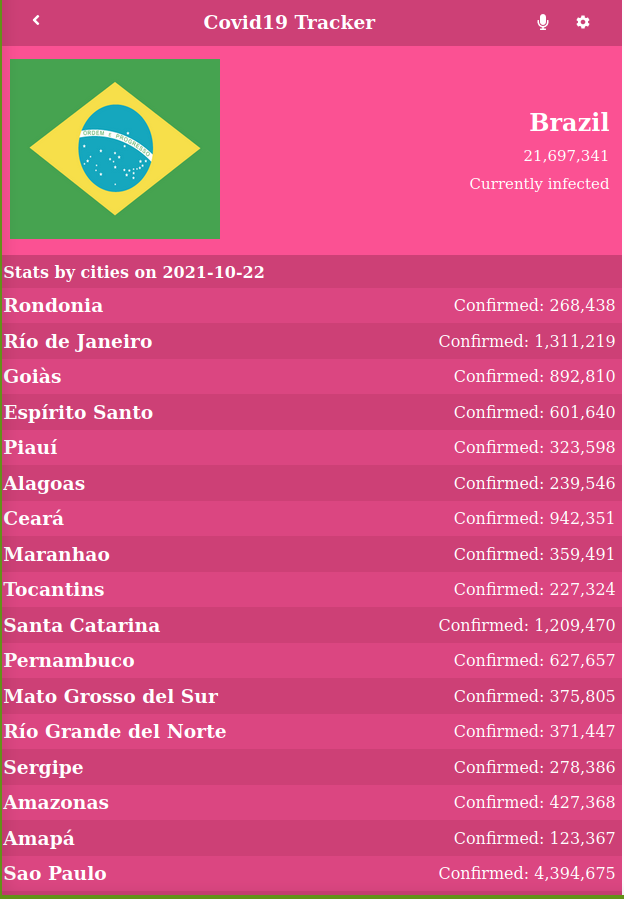 Covid19 Tracker
ORDEM E PROGRESSO
Brazil
21,697,341
Currently infected
Stats by cities on 2021-10-22
Rondonia Confirmed: 268,438
Río de Janeiro Confirmed: 1,311,219
Goiàs Confirmed: 892,810
Espírito Santo Confirmed: 601,640
Piauí Confirmed: 323,598
Alagoas Confirmed: 239,546
Ceará Confirmed: 942,351
Maranhao Confirmed: 359,491
Tocantins Confirmed: 227,324
Santa Catarina Confirmed: 1,209,470
Pernambuco Confirmed: 627,657
Mato Grosso del Sur Confirmed: 375,805
Río Grande del Norte Confirmed: 371,447
Sergipe Confirmed: 278,386
Amazonas Confirmed: 427,368
Amapá Confirmed: 123,367
Sao Paulo Confirmed: 4,394,675